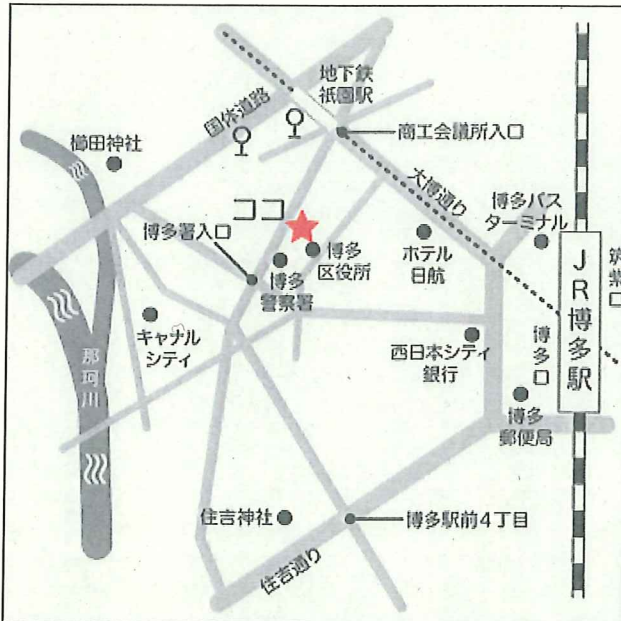 地下鉄
祇園駅
国体道路
商工会議所入口
櫛田神社
大博通り
博多バス
ターミナル
ココ
博多署入口
博多
区役所
ホテル
日航
筑紫口
博多
警察署
JR博多駅
キャナル
シティ
西日本シティ
銀行
博多口
那珂川
博多
郵便局
住吉神社
博多駅前4丁目
住吉通り